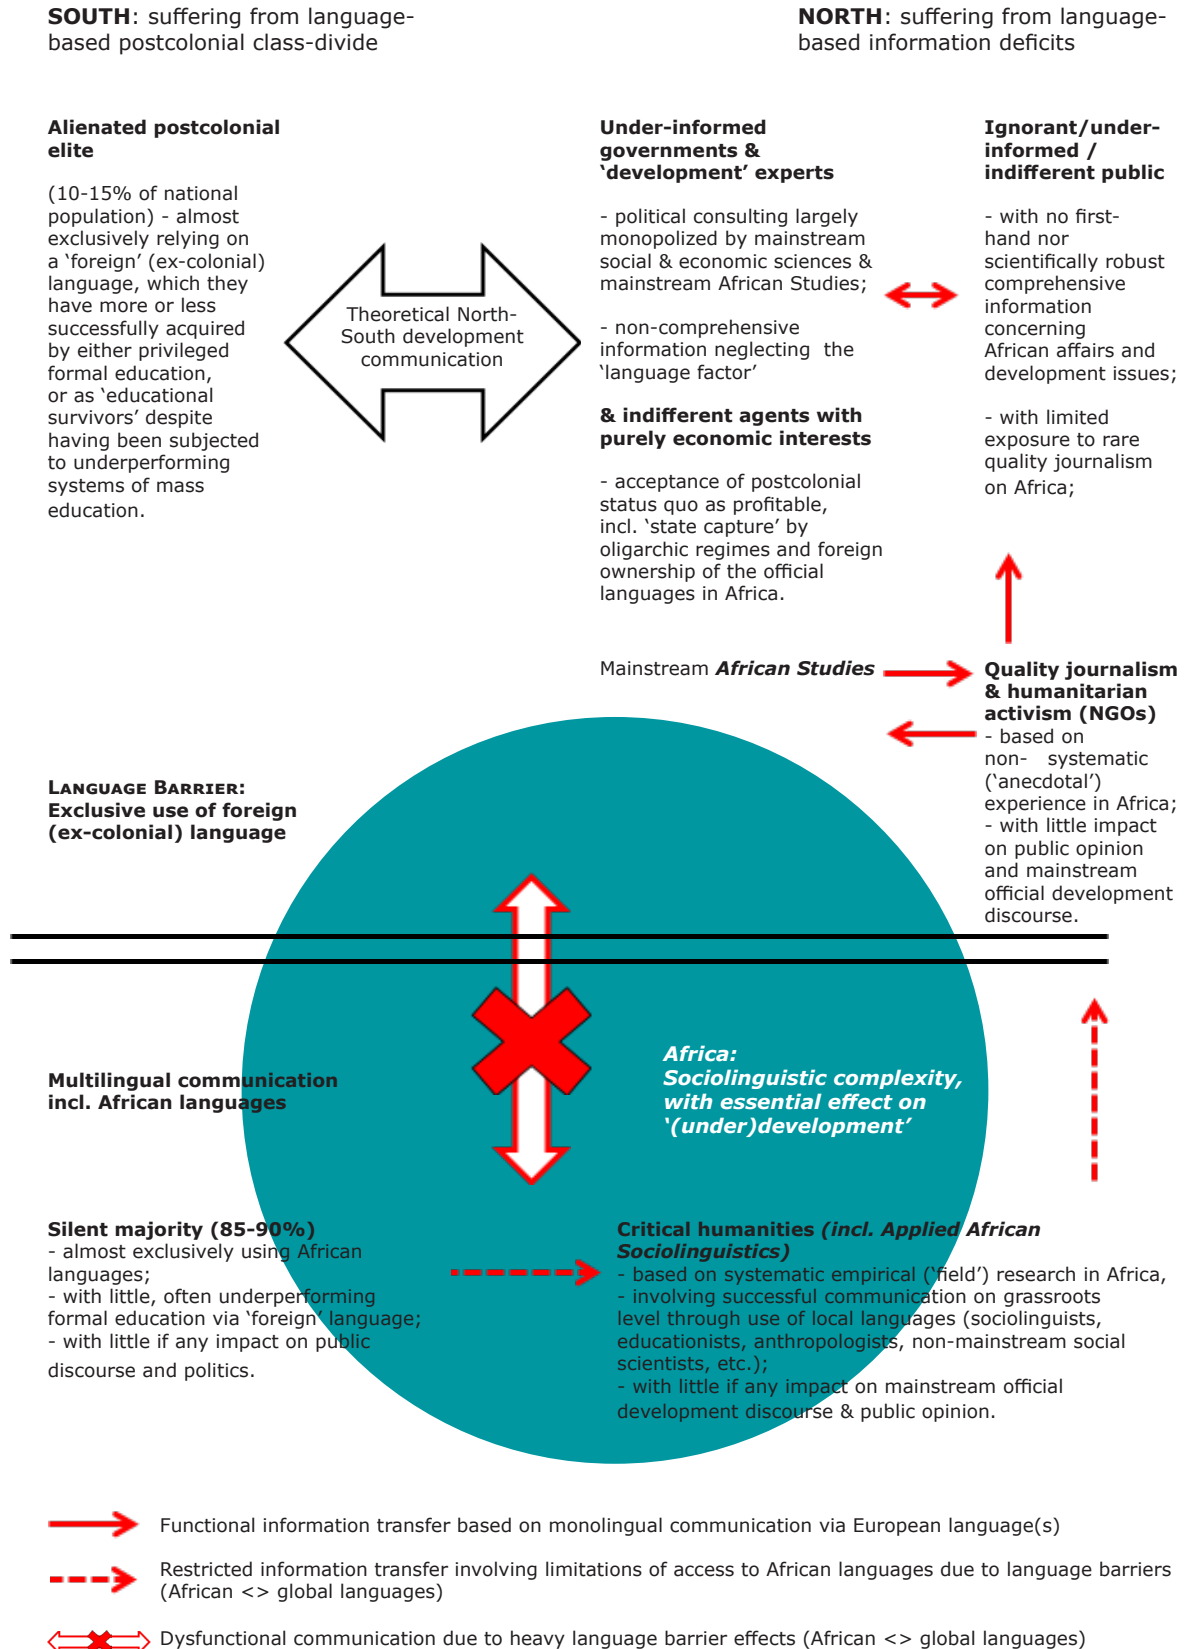 SOUTH: suffering from language-
based postcolonial class-divide
NORTH: suffering from language-
based information deficits
Alienated postcolonial
elite
(10-15% of national
population) - almost
exclusively relying on
a ‘foreign’ (ex-colonial)
language, which they
have more or less
successfully acquired
by either privileged
formal education,
or as ‘educational
survivors’ despite
having been subjected
to underperforming
systems of mass
education.
Theoretical North-
South development
communication
Under-informed
governments &
‘development’ experts
- political consulting largely
monopolized by mainstream
social & economic sciences &
mainstream African Studies;
- non-comprehensive
information neglecting the
‘language factor’
& indifferent agents with
purely economic interests
- acceptance of postcolonial
status quo as profitable,
incl. ‘state capture’ by
oligarchic regimes and foreign
ownership of the official
languages in Africa.
Ignorant/under-
informed /
indifferent public
- with no first-
hand nor
scientifically robust
comprehensive
information
concerning
African affairs and
development issues;
- with limited
exposure to rare
quality journalism
on Africa;
Mainstream African Studies
Quality journalism
& humanitarian
activism (NGOs)
- based on
non- systematic
(‘anecdotal’)
experience in Africa;
- with little impact
on public opinion
and mainstream
official development
discourse.
LANGUAGE BARRIER:
Exclusive use of foreign
(ex-colonial) language
Multilingual communication
incl. African languages
Africa:
Sociolinguistic complexity,
with essential effect on
‘(under)development’
Silent majority (85-90%)
- almost exclusively using African
languages;
- with little, often underperforming
formal education via ‘foreign’ language;
- with little if any impact on public
discourse and politics.
Critical humanities (incl. Applied African
Sociolinguistics)
- based on systematic empirical (‘field’) research in Africa,
- involving successful communication on grassroots
level through use of local languages (sociolinguists,
educationists, anthropologists, non-mainstream social
scientists, etc.);
- with little if any impact on mainstream official
development discourse & public opinion.
Functional information transfer based on monolingual communication via European language(s)
Restricted information transfer involving limitations of access to African languages due to language barriers
(African <> global languages)
Dysfunctional communication due to heavy language barrier effects (African <> global languages)